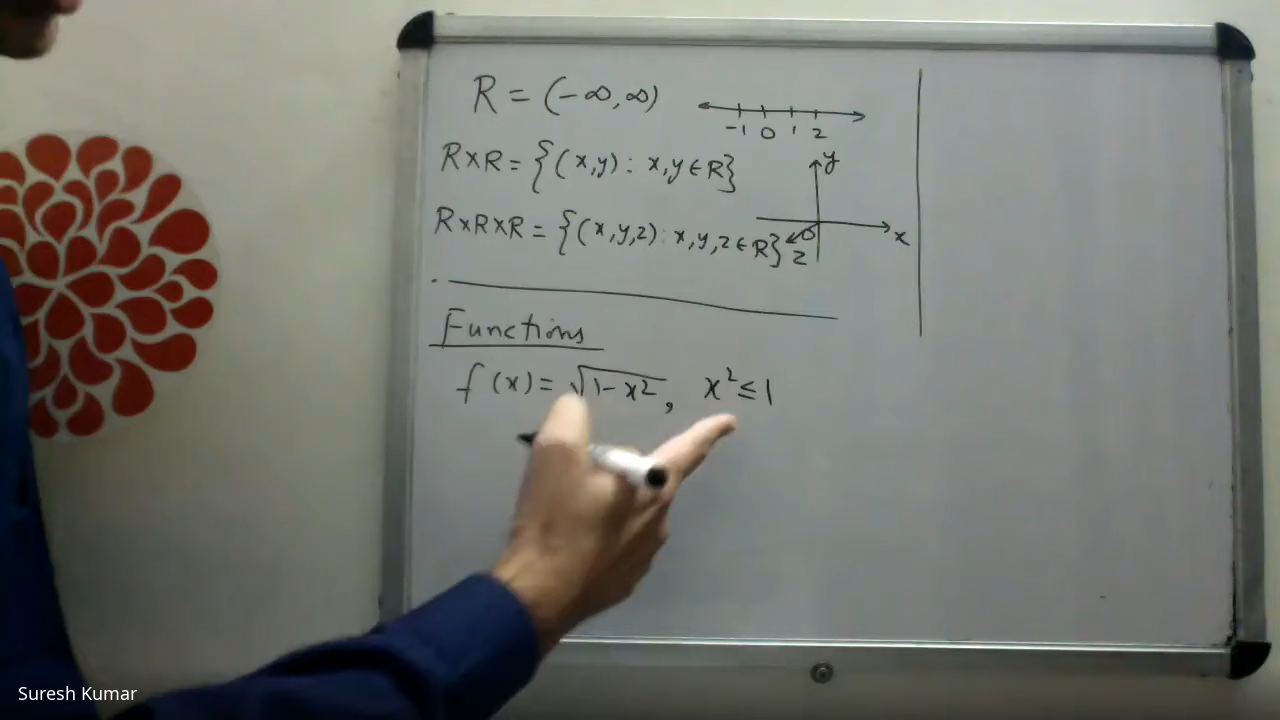 R = (-∞,∞)
-1 0 1 2
R×R = {(x,y) : x,y ∈ R}
y
x
z
R×R×R = {(x,y,z) : x,y,z ∈ R}
Functions
f(x) = √(1-x²), x² ≤ 1
Suresh Kumar